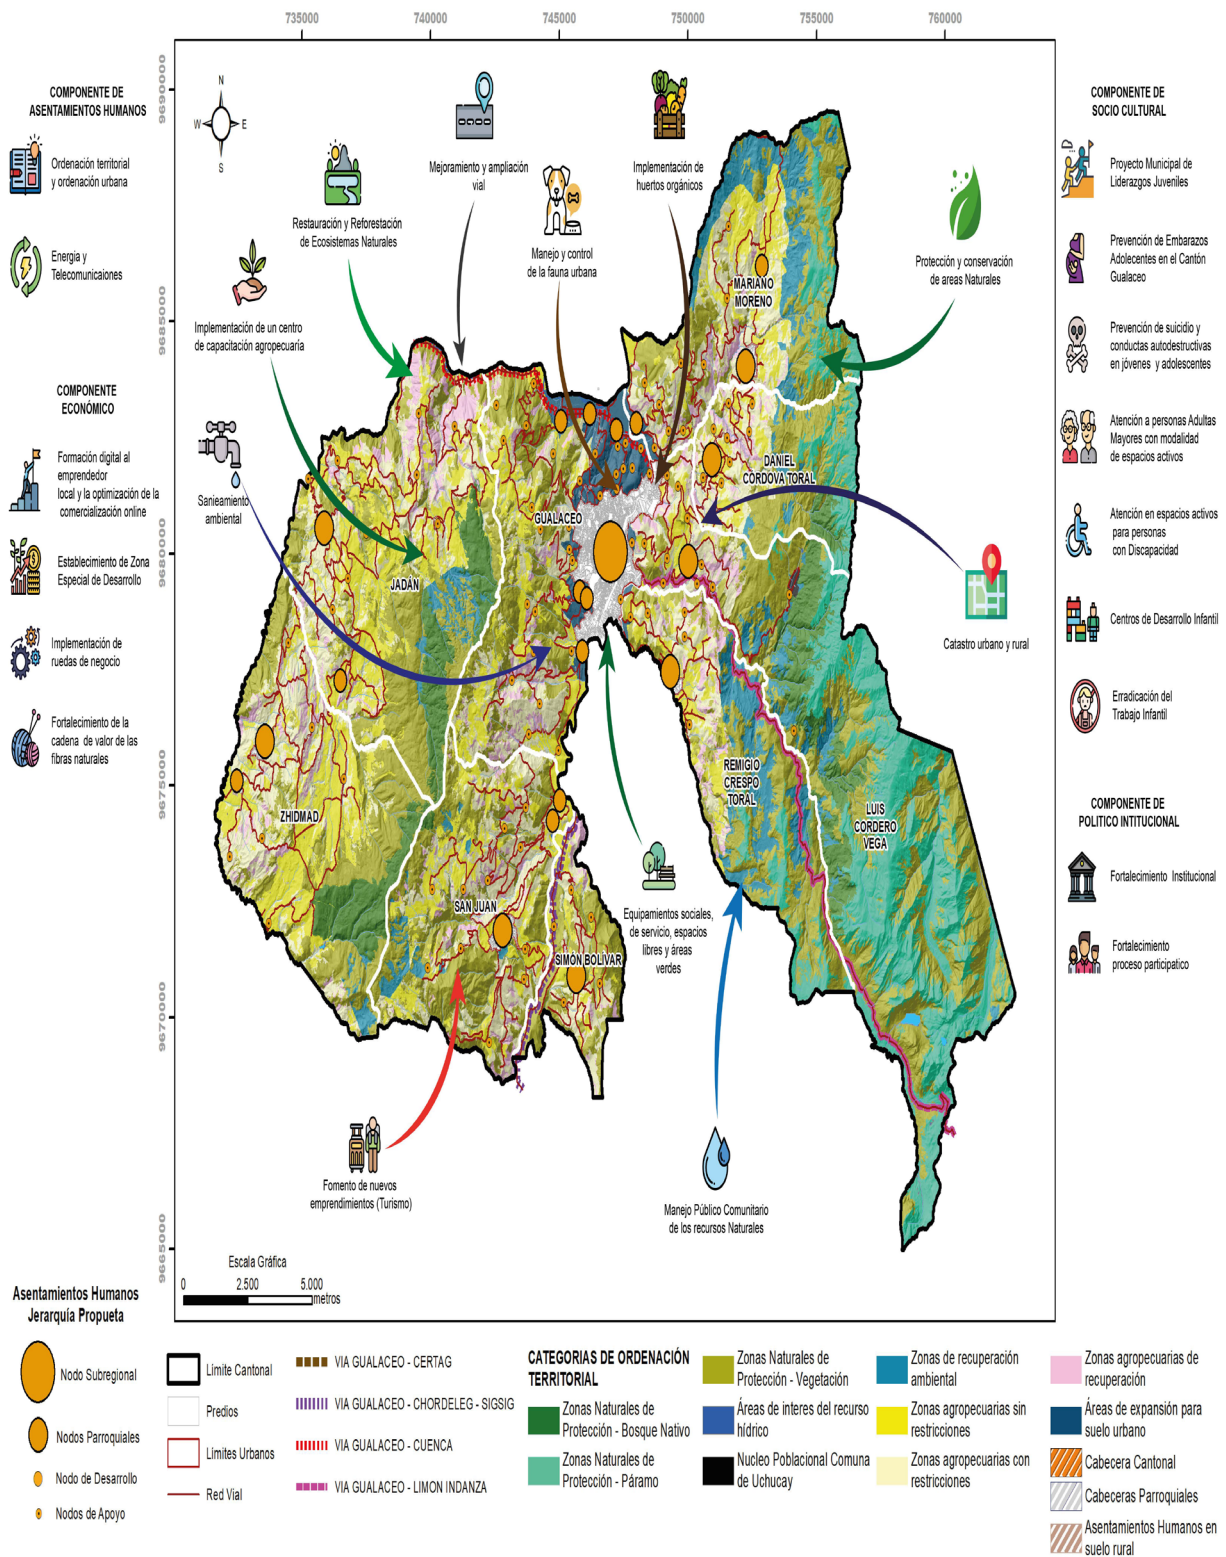 735000
740000
745000
750000
755000
760000
9690000
9685000
9680000
9675000
9670000
9665000
N
W
E
S
COMPONENTE DE
ASENTAMIENTOS HUMANOS
Ordenación territorial
y ordenación urbana
Energia y
Telecomunicaiones
COMPONENTE
ECONÓMICO
Formación digital al
emprendedor
local y la optimización de la
comercialización online
Establecimiento de Zona
Especial de Desarrollo
Implementación de
ruedas de negocio
Fortalecimiento de la
cadena de valor de las
fibras naturales
Mejoramiento y ampliación
vial
Implementación de
huertos orgánicos
Restauración y Reforestación
de Ecosistemas Naturales
Manejo y control
de la fauna urbana
Protección y conservación
de areas Naturales
Implementación de un centro
de capacitación agropecuaria
Sanieamiento
ambiental
Catastro urbano y rural
Equipamientos sociales,
de servicio, espacios
libres y áreas
verdes
Fomento de nuevos
emprendimientos (Turismo)
Manejo Público Comunitario
de los recursos Naturales
MARIANO
MORENO
DANIEL
CORDOVA TORAL
GUALACEO
JADÁN
ZHIDMAD
SAN JUAN
SIMÓN BOLÍVAR
REMIGIO
CRESPO
TORAL
LUIS
CORDERO
VEGA
COMPONENTE DE
SOCIO CULTURAL
Proyecto Municipal de
Liderazgos Juveniles
Prevención de Embarazos
Adolecentes en el Cantón
Gualaceo
Prevención de suicidio y
conductas autodestructivas
en jóvenes y adolescentes
Atención a personas Adultas
Mayores con modalidad
de espacios activos
Atención en espacios activos
para personas
con Discapacidad
Centros de Desarrollo Infantil
Erradicación del
Trabajo Infantil
COMPONENTE DE
POLITICO INTITUCIONAL
Fortalecimiento Institucional
Fortalecimiento
proceso participatico
Escala Gráfica
0 2.500 5.000
metros
Asentamientos Humanos
Jerarquía Propueta
Nodo Subregional
Nodos Parroquiales
Nodo de Desarrollo
Nodos de Apoyo
Limite Cantonal
Predios
Limites Urbanos
Red Vial
VIA GUALACEO - CERTAG
VIA GUALACEO - CHORDELEG - SIGSIG
VIA GUALACEO - CUENCA
VIA GUALACEO - LIMON INDANZA
CATEGORIAS DE ORDENACIÓN
TERRITORIAL
Zonas Naturales de
Protección - Bosque Nativo
Zonas Naturales de
Protección - Páramo
Zonas Naturales de
Protección - Vegetación
Áreas de interes del recurso
hídrico
Nucleo Poblacional Comuna
de Uchucay
Zonas de recuperación
ambiental
Zonas agropecuarias sin
restricciones
Zonas agropecuarias con
restricciones
Zonas agropecuarias de
recuperación
Áreas de expansión para
suelo urbano
Cabecera Cantonal
Cabeceras Parroquiales
Asentamientos Humanos en
suelo rural